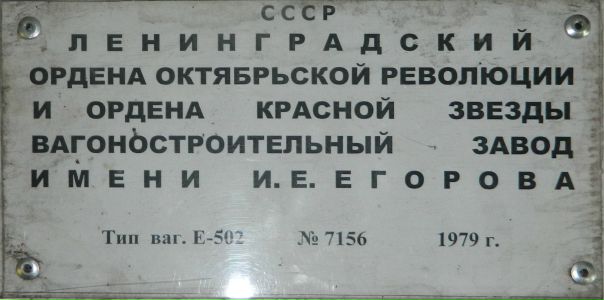 СССР
ЛЕНИНГРАДСКИЙ
ОРДЕНА ОКТЯБРЬСКОЙ РЕВОЛЮЦИИ
И ОРДЕНА КРАСНОЙ ЗВЕЗДЫ
ВАГОНОСТРОИТЕЛЬНЫЙ ЗАВОД
ИМЕНИ И.Е.ЕГОРОВА
Тип ваг. Е-502 № 7156 1979 г.